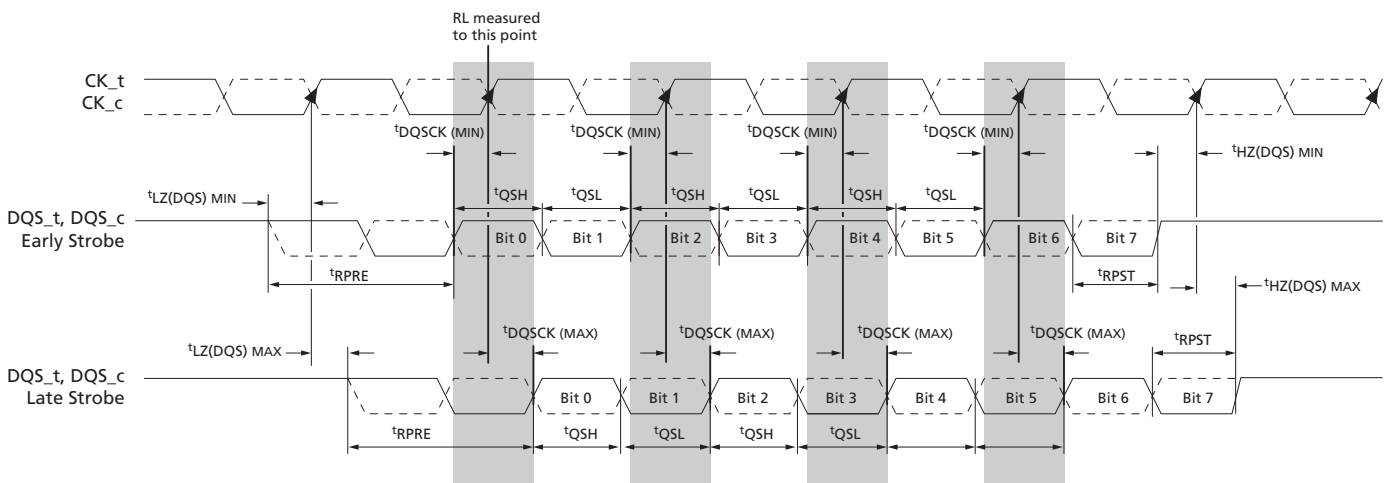 RL measured
to this point
CK_t
CK_c
tDQSCK (MIN)
tDQSCK (MIN)
tDQSCK (MIN)
tDQSCK (MIN)
tHZ(DQS) MIN
tLZ(DQS) MIN
tQSH
tQSL
tQSH
tQSL
tQSH
tQSL
DQS_t, DQS_c
Early Strobe
Bit 0
Bit 1
Bit 2
Bit 3
Bit 4
Bit 5
Bit 6
Bit 7
tRPRE
tRPST
tHZ(DQS) MAX
tLZ(DQS) MAX
tDQSCK (MAX)
tDQSCK (MAX)
tDQSCK (MAX)
tDQSCK (MAX)
tRPST
DQS_t, DQS_c
Late Strobe
Bit 0
Bit 1
Bit 2
Bit 3
Bit 4
Bit 5
Bit 6
Bit 7
tRPRE
tQSH
tQSL
tQSH
tQSL